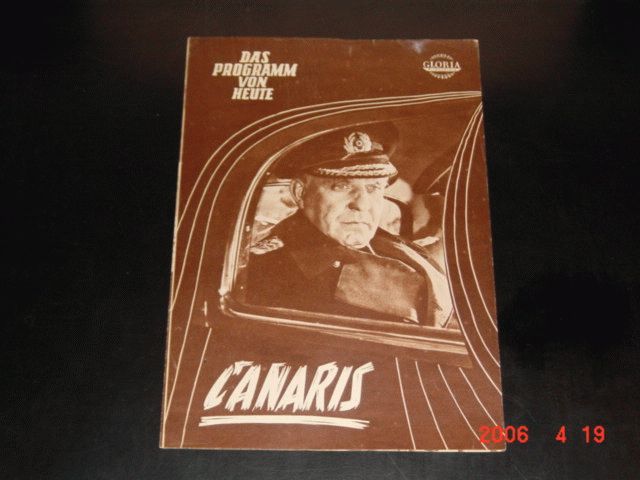 DAS
PROGRAMM
VON
HEUTE
GLORIA
CANARIS
2006 4 19